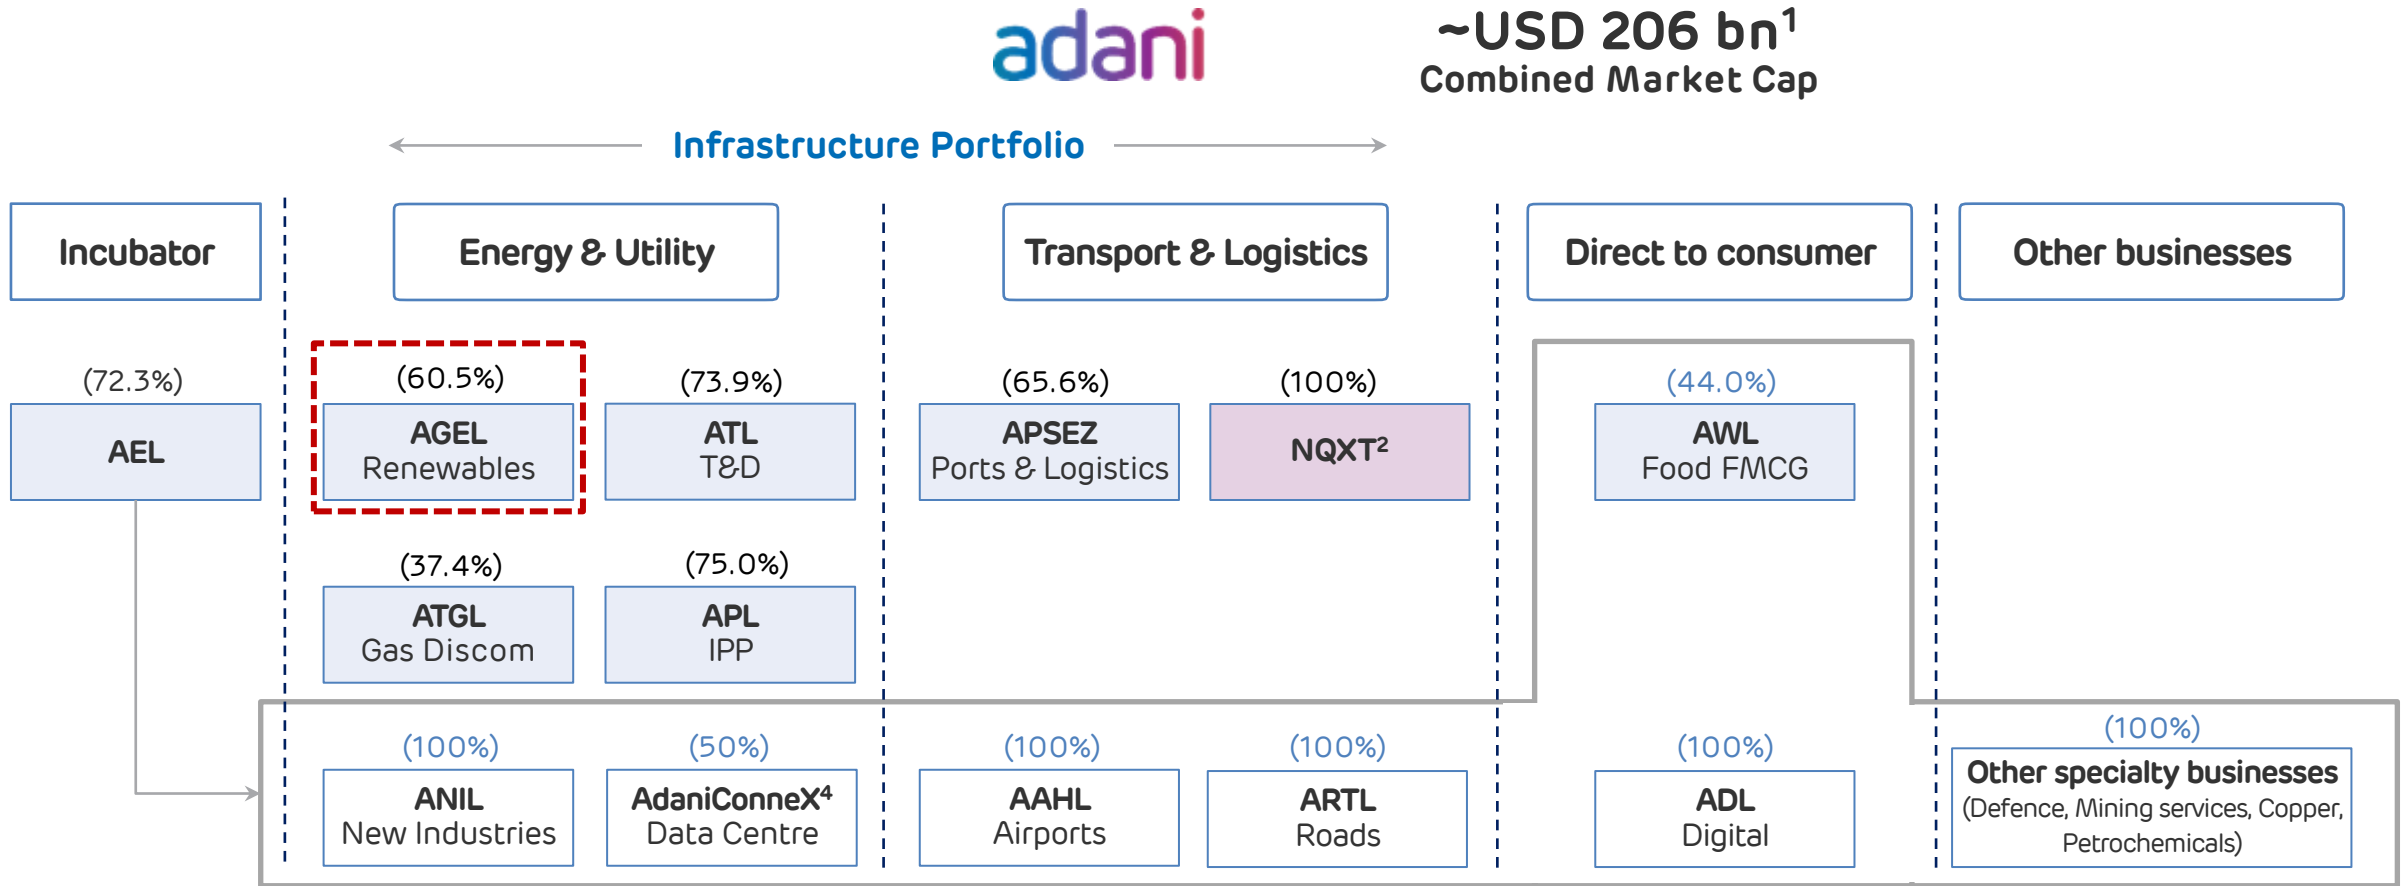 adani
~USD 206 bn¹
Combined Market Cap
Infrastructure Portfolio
Incubator
Energy & Utility
Transport & Logistics
Direct to consumer
Other businesses
(72.3%)
AEL
(60.5%)
AGEL
Renewables
(73.9%)
ATL
T&D
(65.6%)
APSEZ
Ports & Logistics
(100%)
NQXT²
(44.0%)
AWL
Food FMCG
(37.4%)
ATGL
Gas Discom
(75.0%)
APL
IPP
(100%)
ANIL
New Industries
(50%)
AdaniConneX⁴
Data Centre
(100%)
AAHL
Airports
(100%)
ARTL
Roads
(100%)
ADL
Digital
(100%)
Other specialty businesses
(Defence, Mining services, Copper,
Petrochemicals)